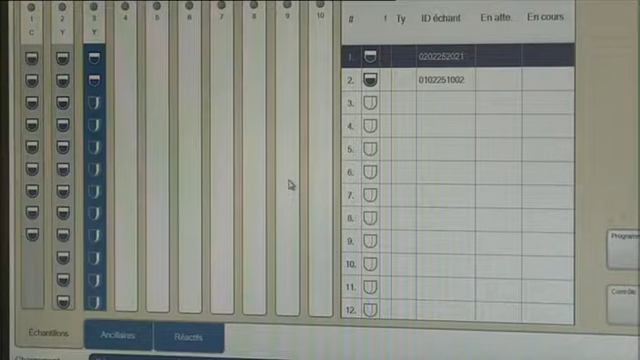 1 2 3 4 5 6 7 8 9 10
C Y Y
# ! Ty ID échant En atte. En cours
1. 0202252021
2. 0102251002
3.
4.
5.
6.
7.
8.
9.
10.
11.
12.
Contrôle
Échantillons Ancillaires Réactifs